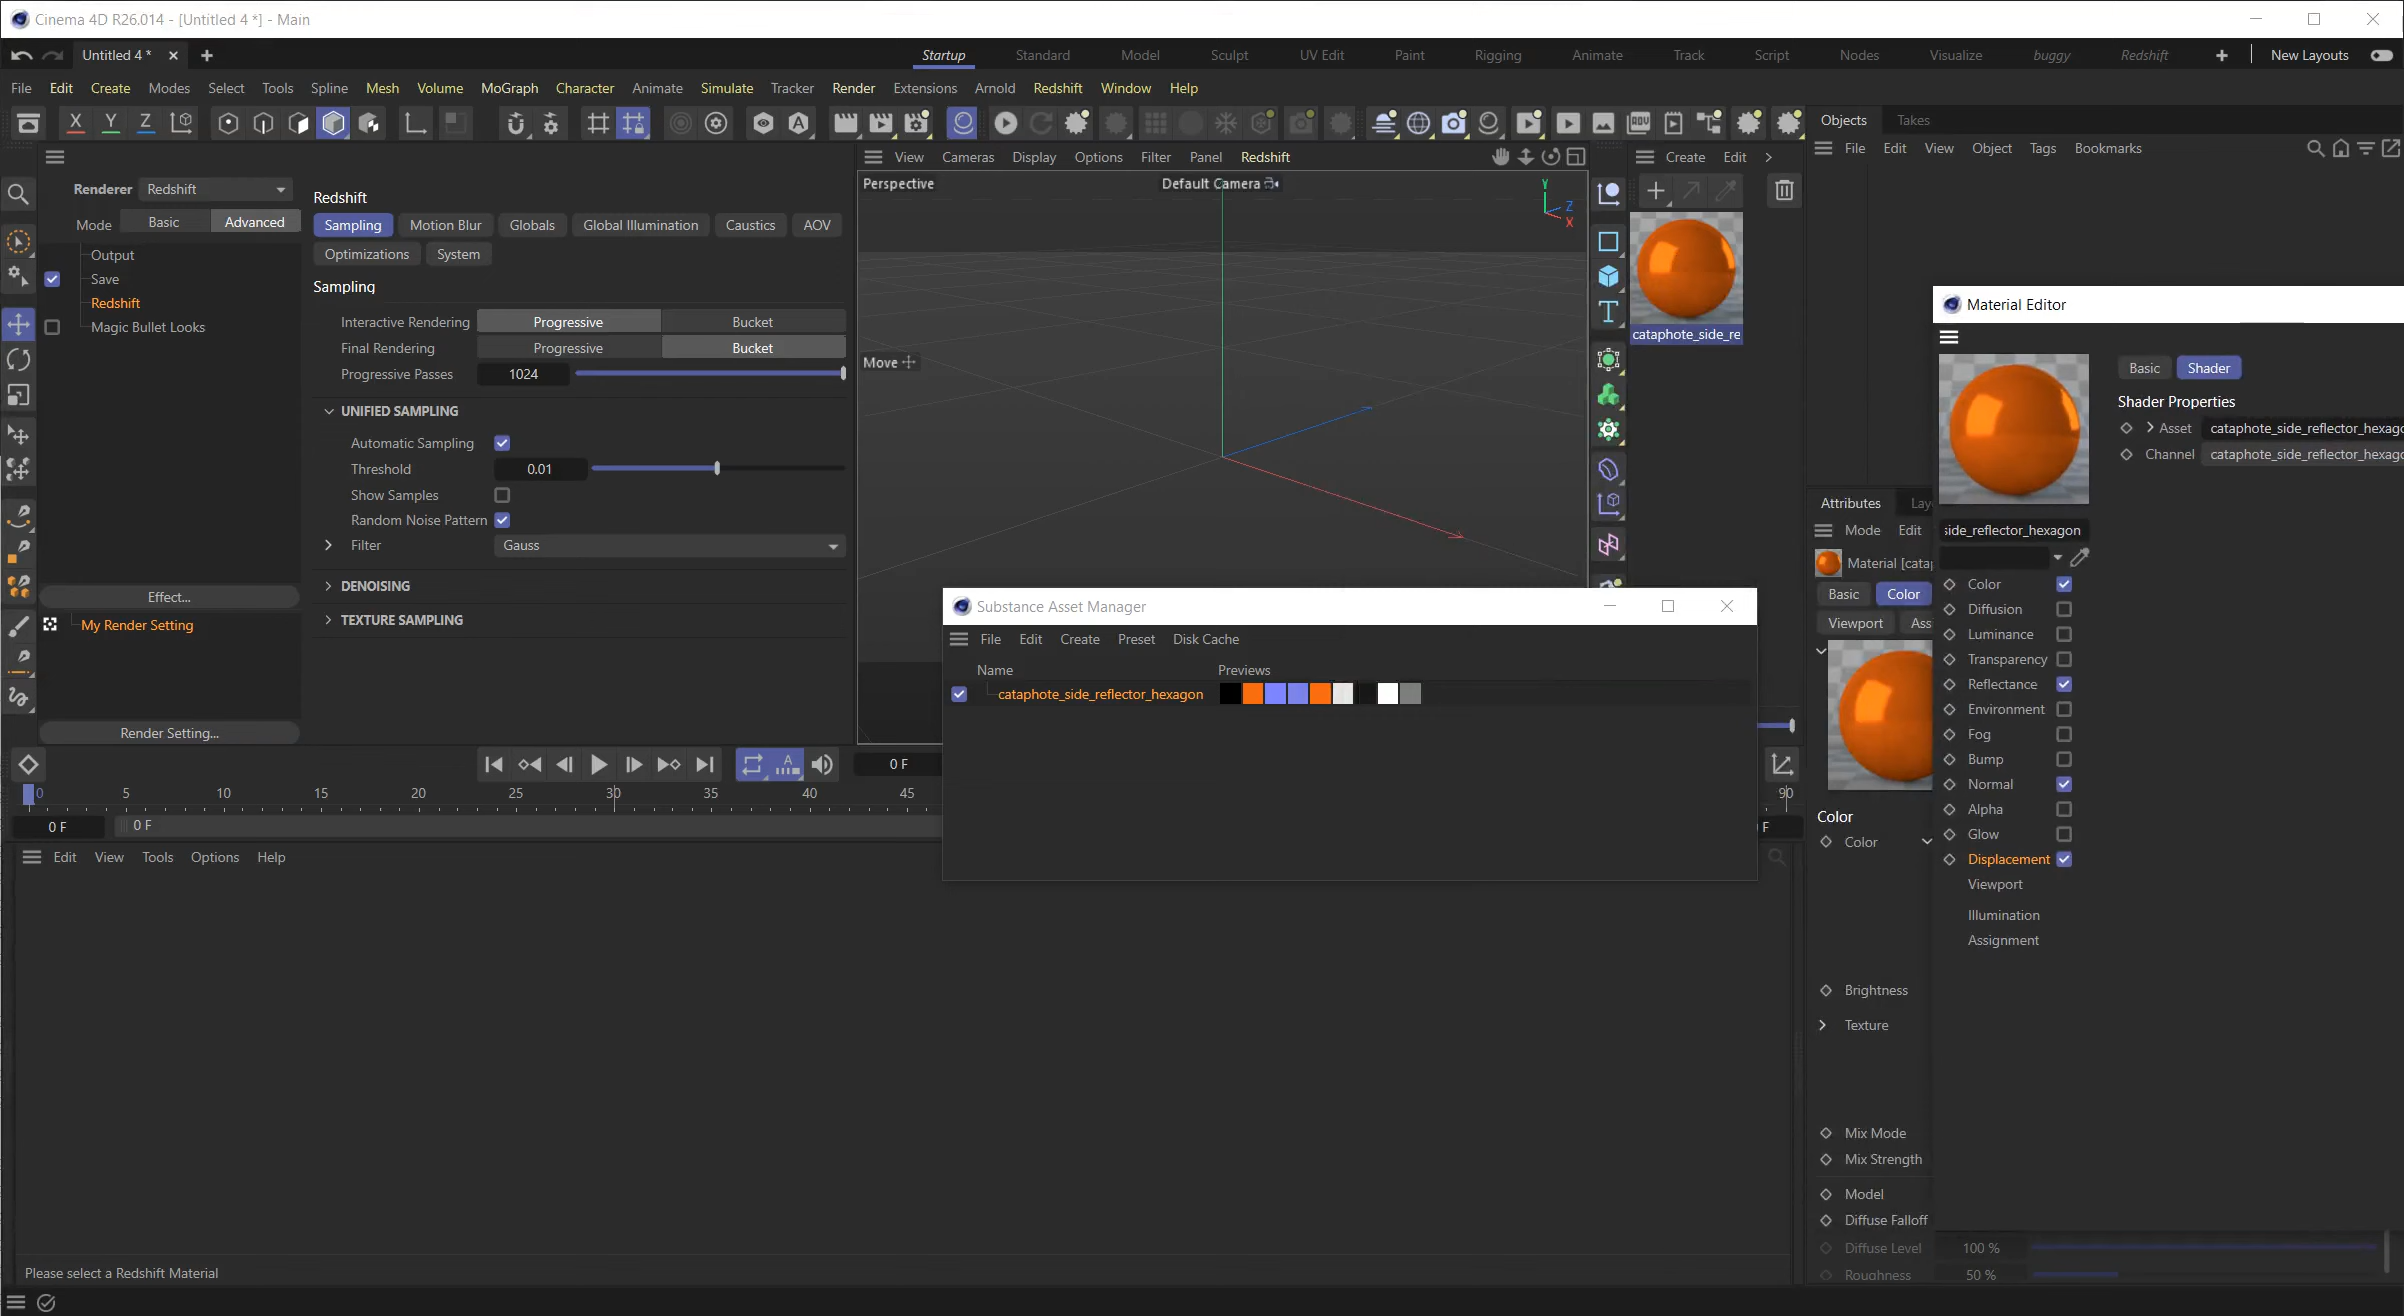 Cinema 4D R26.014 - [Untitled 4 *] - Main
Untitled 4 *
Startup Standard Model Sculpt UV Edit Paint Rigging Animate Track Script Nodes Visualize buggy Redshift New Layouts
File Edit Create Modes Select Tools Spline Mesh Volume MoGraph Character Animate Simulate Tracker Render Extensions Arnold Redshift Window Help
X Y Z
Objects Takes
File Edit View Object Tags Bookmarks
Renderer Redshift
Mode Basic Advanced
Output
Save
Redshift
Magic Bullet Looks
Effect...
My Render Setting
Render Setting...
Redshift
Sampling Motion Blur Globals Global Illumination Caustics AOV
Optimizations System
Sampling
Interactive Rendering Progressive Bucket
Final Rendering Progressive Bucket
Progressive Passes 1024
UNIFIED SAMPLING
Automatic Sampling
Threshold 0.01
Show Samples
Random Noise Pattern
Filter Gauss
DENOISING
TEXTURE SAMPLING
View Cameras Display Options Filter Panel Redshift
Perspective
Default Camera
Y
Z
X
Move
Create Edit
cataphote_side_re
Substance Asset Manager
File Edit Create Preset Disk Cache
Name Previews
cataphote_side_reflector_hexagon
0 F
0 5 10 15 20 25 30 35 40 45 90
0 F 0 F F
Edit View Tools Options Help
Please select a Redshift Material
Attributes Lay
Mode Edit
Material [catap
Basic Color
Viewport Assi
Color
Color
Brightness
Texture
Mix Mode
Mix Strength
Model
Diffuse Falloff
Diffuse Level 100 %
Roughness 50 %
Material Editor
Basic Shader
Shader Properties
Asset cataphote_side_reflector_hexago
Channel cataphote_side_reflector_hexago
side_reflector_hexagon
Color
Diffusion
Luminance
Transparency
Reflectance
Environment
Fog
Bump
Normal
Alpha
Glow
Displacement
Viewport
Illumination
Assignment